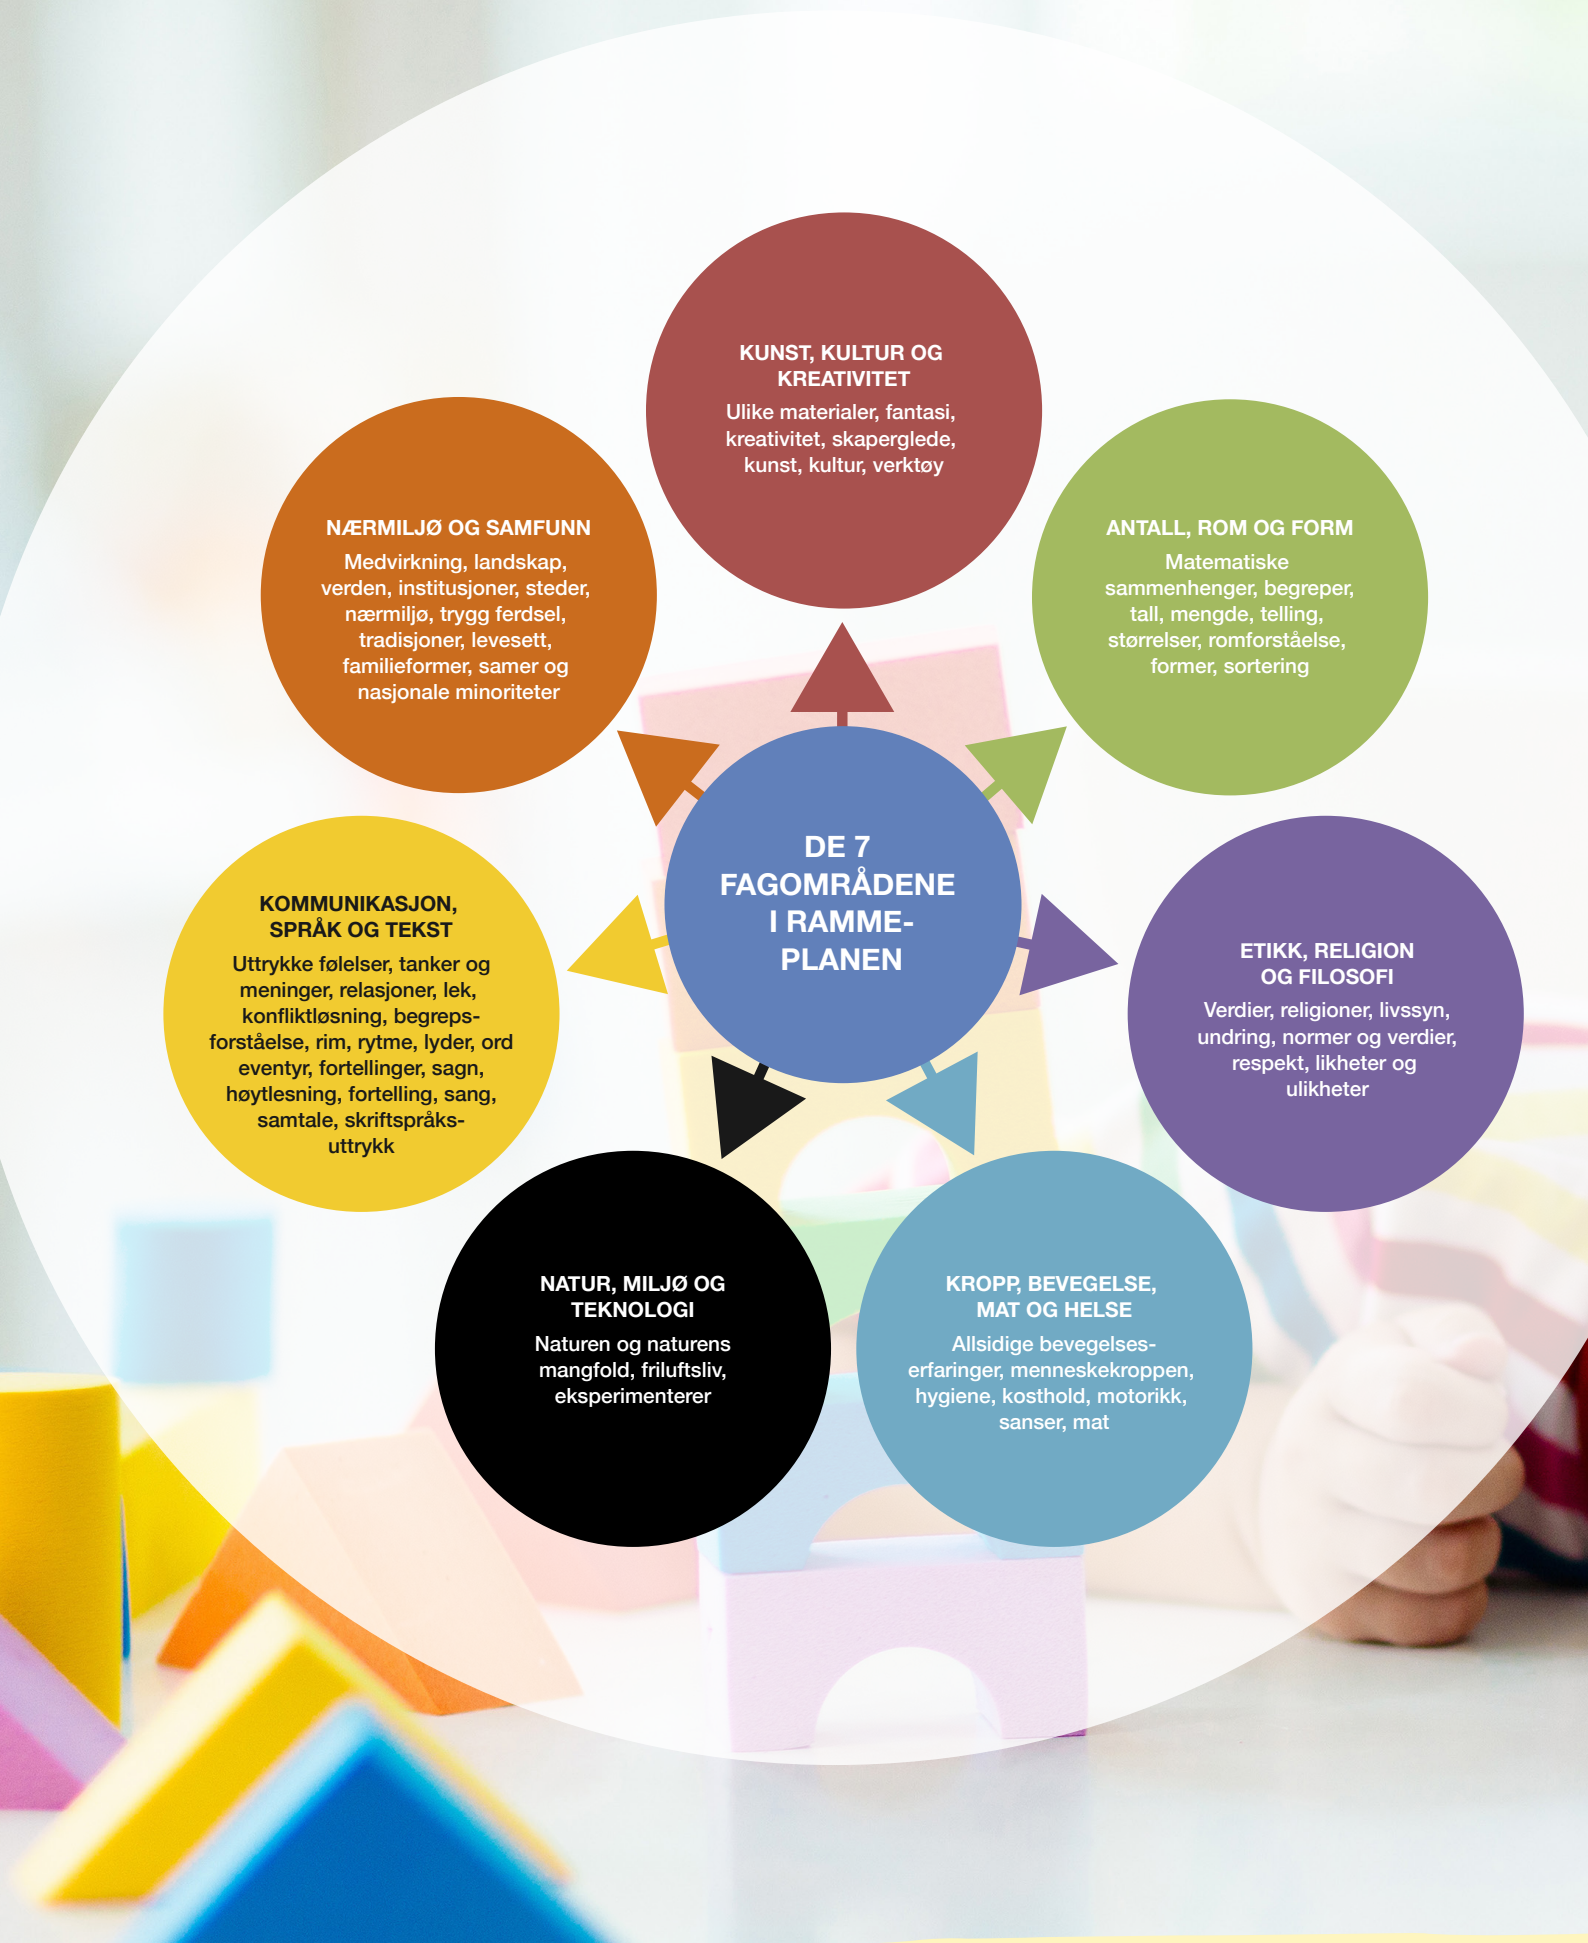 KUNST, KULTUR OG
KREATIVITET
Ulike materialer, fantasi,
kreativitet, skaperglede,
kunst, kultur, verktøy
NÆRMILJØ OG SAMFUNN
Medvirkning, landskap,
verden, institusjoner, steder,
nærmiljø, trygg ferdsel,
tradisjoner, levesett,
familieformer, samer og
nasjonale minoriteter
ANTALL, ROM OG FORM
Matematiske
sammenhenger, begreper,
tall, mengde, telling,
størrelser, romforståelse,
former, sortering
DE 7
FAGOMRÅDENE
I RAMME-
PLANEN
KOMMUNIKASJON,
SPRÅK OG TEKST
Uttrykke følelser, tanker og
meninger, relasjoner, lek,
konfliktløsning, begreps-
forståelse, rim, rytme, lyder, ord
eventyr, fortellinger, sagn,
høytlesning, fortelling, sang,
samtale, skriftspråks-
uttrykk
ETIKK, RELIGION
OG FILOSOFI
Verdier, religioner, livssyn,
undring, normer og verdier,
respekt, likheter og
ulikheter
NATUR, MILJØ OG
TEKNOLOGI
Naturen og naturens
mangfold, friluftsliv,
eksperimenterer
KROPP, BEVEGELSE,
MAT OG HELSE
Allsidige bevegelses-
erfaringer, menneskekroppen,
hygiene, kosthold, motorikk,
sanser, mat